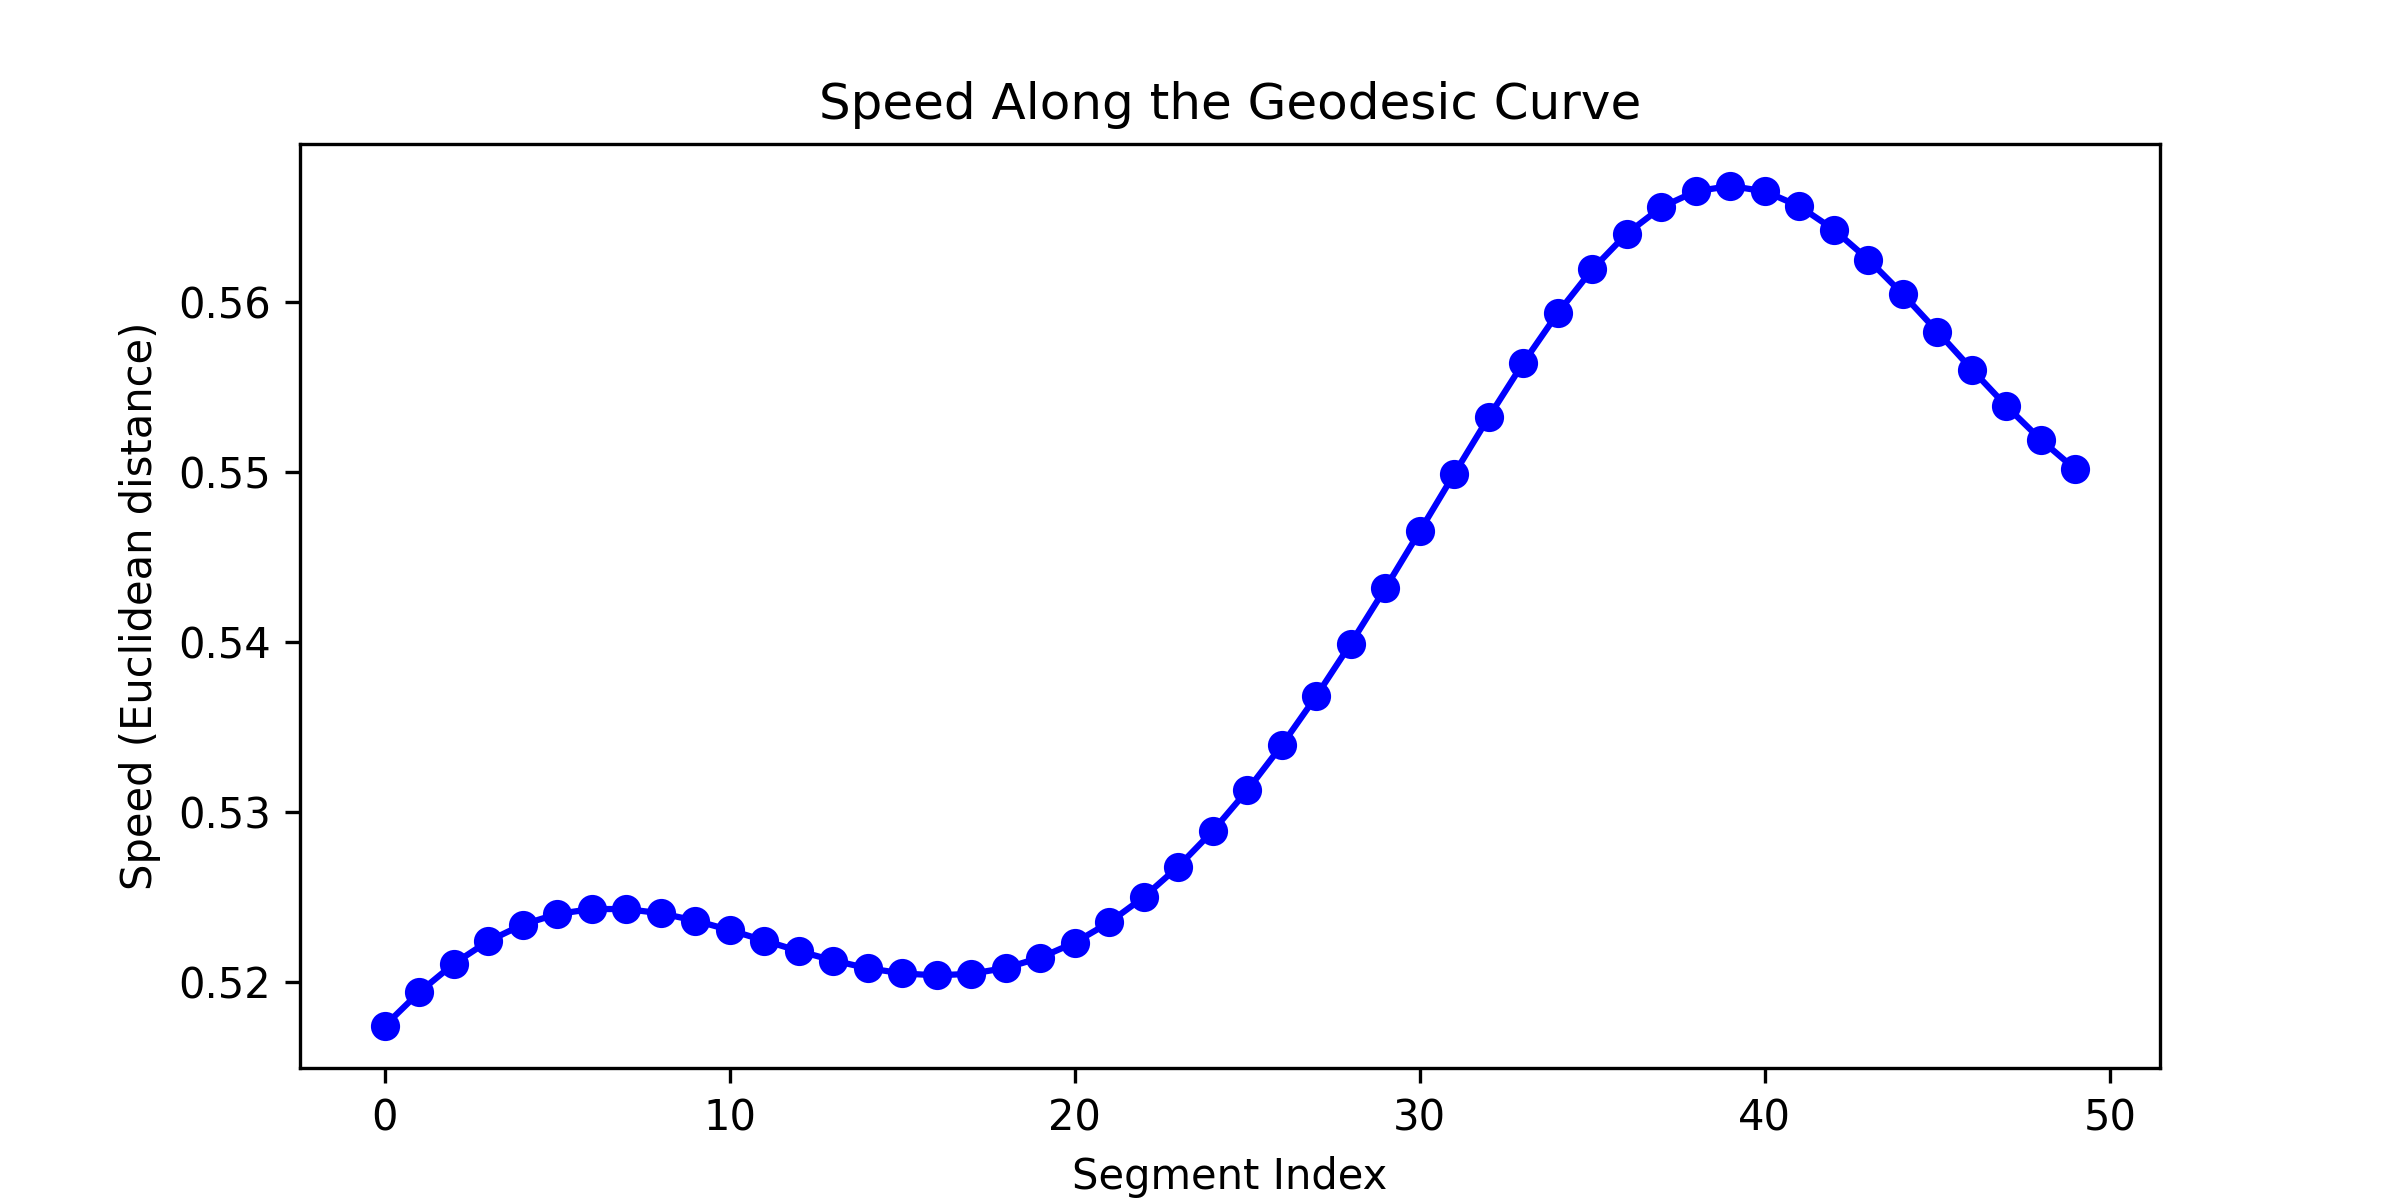 Speed Along the Geodesic Curve
Speed (Euclidean distance)
0.56
0.55
0.54
0.53
0.52
0 10 20 30 40 50
Segment Index